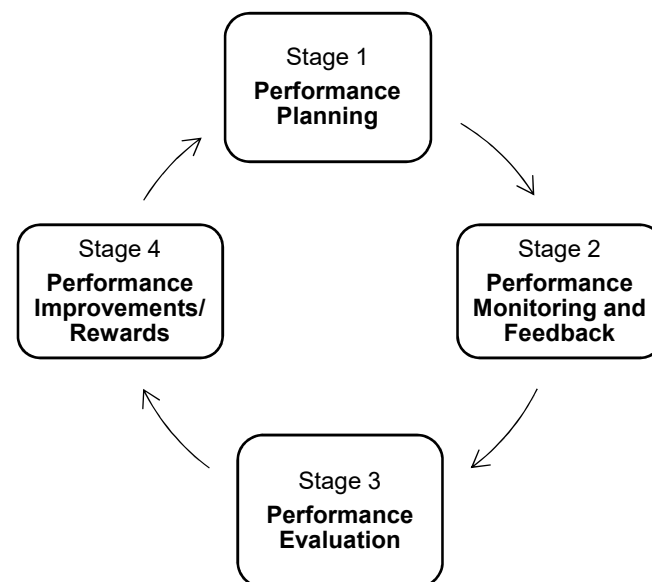 Stage 1
Performance
Planning
Stage 2
Performance
Monitoring and
Feedback
Stage 3
Performance
Evaluation
Stage 4
Performance
Improvements/
Rewards